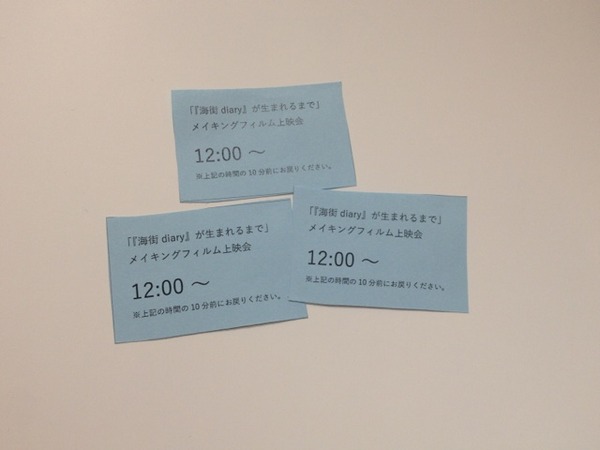 「『海街 diary』が生まれるまで」
メイキングフィルム上映会
12:00 ～
※上記の時間の 10 分前にお戻りください。
「『海街 diary』が生まれるまで」
メイキングフィルム上映会
12:00 ～
※上記の時間の 10 分前にお戻りください。
「『海街 diary』が生まれるまで」
メイキングフィルム上映会
12:00 ～
※上記の時間の 10 分前にお戻りください。